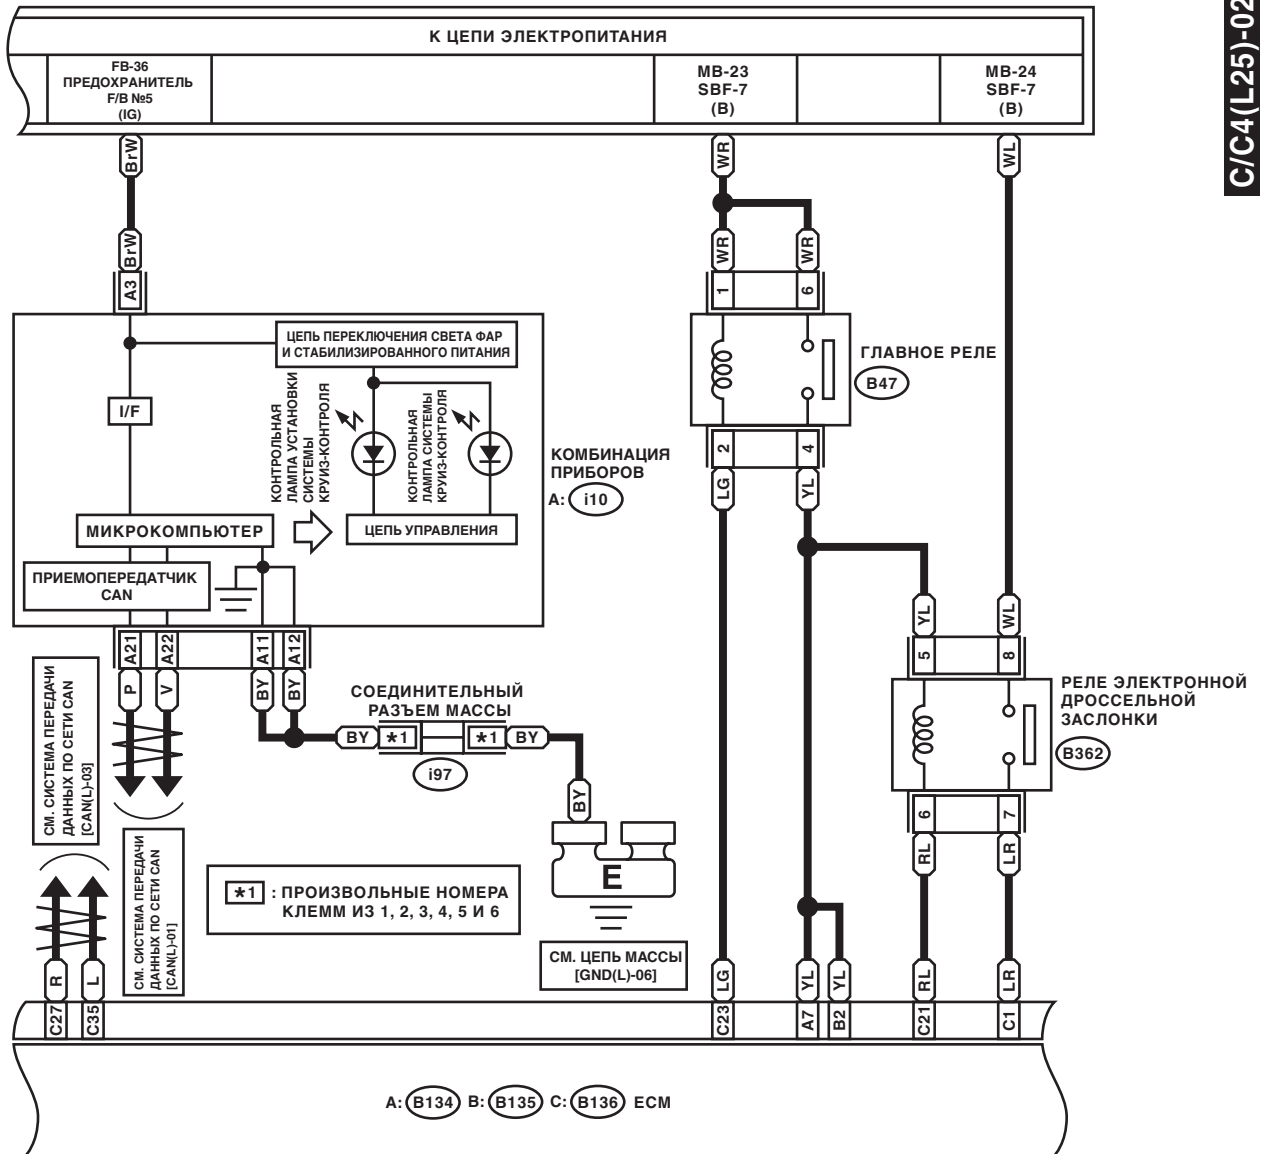 C/C4(L25)-02
К ЦЕПИ ЭЛЕКТРОПИТАНИЯ
FB-36
ПРЕДОХРАНИТЕЛЬ
F/B №5
(IG)
MB-23
SBF-7
(B)
MB-24
SBF-7
(B)
BrW
WR
WL
BrW
WR
WR
A3
1
6
ЦЕПЬ ПЕРЕКЛЮЧЕНИЯ СВЕТА ФАР
И СТАБИЛИЗИРОВАННОГО ПИТАНИЯ
ГЛАВНОЕ РЕЛЕ
B47
I/F
КОНТРОЛЬНАЯ
ЛАМПА УСТАНОВКИ
СИСТЕМЫ
КРУИЗ-КОНТРОЛЯ
КОНТРОЛЬНАЯ
ЛАМПА СИСТЕМЫ
КРУИЗ-КОНТРОЛЯ
КОМБИНАЦИЯ
ПРИБОРОВ
A: i10
2
4
LG
YL
МИКРОКОМПЬЮТЕР
ЦЕПЬ УПРАВЛЕНИЯ
ПРИЕМОПЕРЕДАТЧИК
CAN
YL
WL
A21
A22
A11
A12
5
8
P
V
BY
BY
СМ. СИСТЕМА ПЕРЕДАЧИ
ДАННЫХ ПО СЕТИ CAN
[CAN(L)-03]
СОЕДИНИТЕЛЬНЫЙ
РАЗЪЕМ МАССЫ
BY
*1
*1
BY
i97
РЕЛЕ ЭЛЕКТРОННОЙ
ДРОССЕЛЬНОЙ
ЗАСЛОНКИ
B362
BY
6
7
E
RL
LR
СМ. СИСТЕМА ПЕРЕДАЧИ
ДАННЫХ ПО СЕТИ CAN
[CAN(L)-01]
*1 : ПРОИЗВОЛЬНЫЕ НОМЕРА
КЛЕММ ИЗ 1, 2, 3, 4, 5 И 6
СМ. ЦЕПЬ МАССЫ
[GND(L)-06]
R
L
LG
YL
YL
RL
LR
C27
C35
C23
A7
B2
C21
C1
A: B134 B: B135 C: B136 ECM